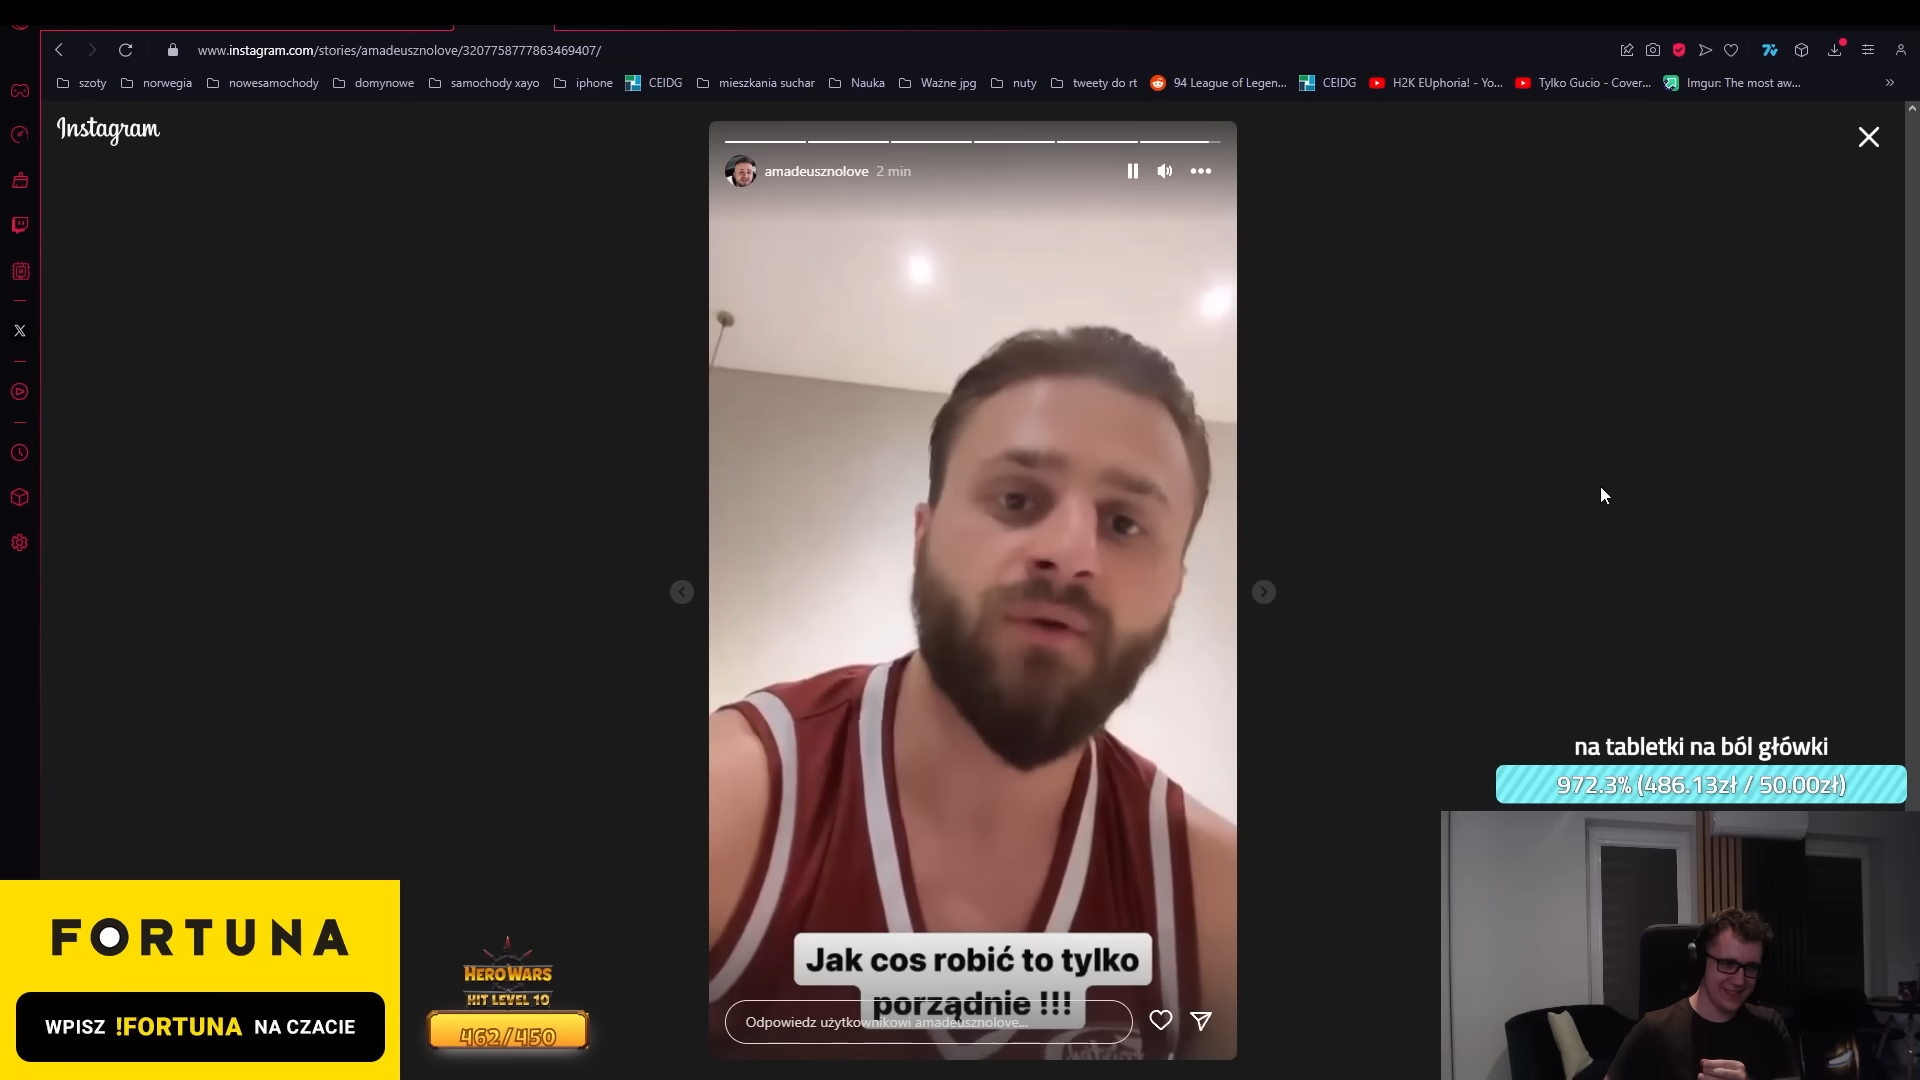 www.instagram.com/stories/amadeusznolove/3207758777863469407/
szoty
norwegia
nowesamochody
domynowe
samochody xayo
iphone
CEIDG
mieszkania suchar
Nauka
Ważne jpg
nuty
tweety do rt
94 League of Legen...
CEIDG
H2K EUphoria! - Yo...
Tylko Gucio - Cover...
Imgur: The most aw...
Instagram
amadeusznolove 2 min
Jak cos robić to tylko
porządnie !!!
Odpowiedz użytkownikowi amadeusznolove...
na tabletki na ból główki
972.3% (486.13zł / 50.00zł)
FORTUNA
WPISZ !FORTUNA NA CZACIE
HERO WARS
HIT LEVEL 10
462/450